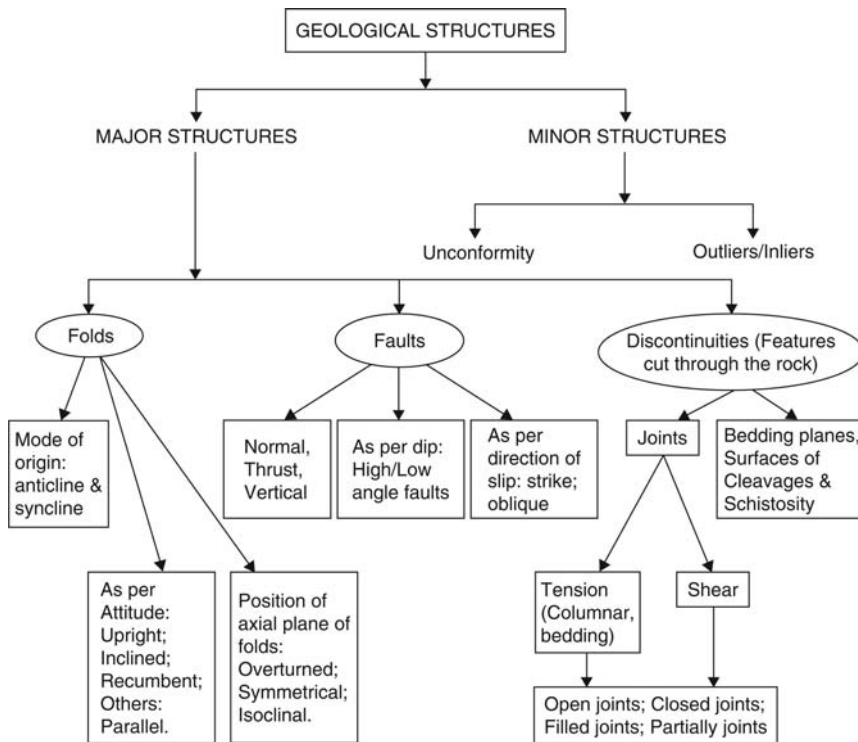 GEOLOGICAL STRUCTURES
MAJOR STRUCTURES
MINOR STRUCTURES
Unconformity
Outliers/Inliers
Folds
Faults
Discontinuities (Features
cut through the rock)
Mode of
origin:
anticline &
syncline
Normal,
Thrust,
Vertical
As per dip:
High/Low
angle faults
As per
direction of
slip: strike;
oblique
Joints
Bedding planes,
Surfaces of
Cleavages &
Schistosity
As per
Attitude:
Upright;
Inclined;
Recumbent;
Others:
Parallel.
Position of
axial plane of
folds:
Overturned;
Symmetrical;
Isoclinal.
Tension
(Columnar,
bedding)
Shear
Open joints; Closed joints;
Filled joints; Partially joints